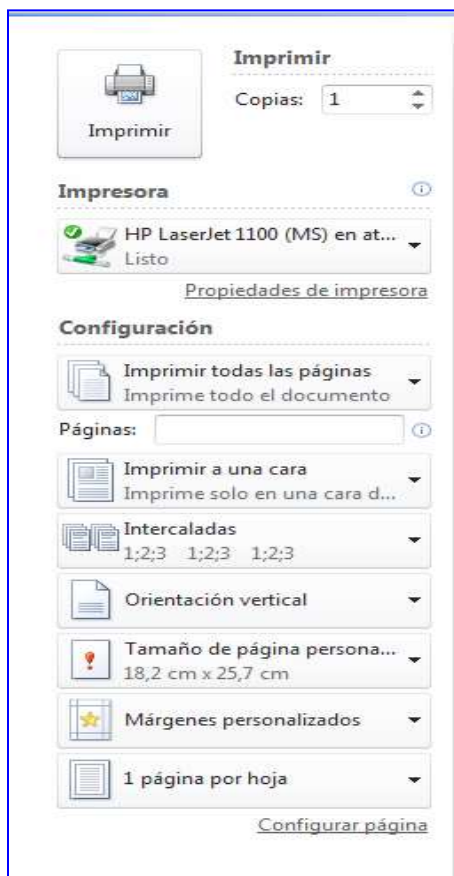 Imprimir
Copias: 1
Imprimir
Impresora
HP LaserJet 1100 (MS) en at...
Listo
Propiedades de impresora
Configuración
Imprimir todas las páginas
Imprime todo el documento
Páginas:
Imprimir a una cara
Imprime solo en una cara d...
Intercaladas
1;2;3 1;2;3 1;2;3
Orientación vertical
Tamaño de página persona...
18,2 cm x 25,7 cm
Márgenes personalizados
1 página por hoja
Configurar página